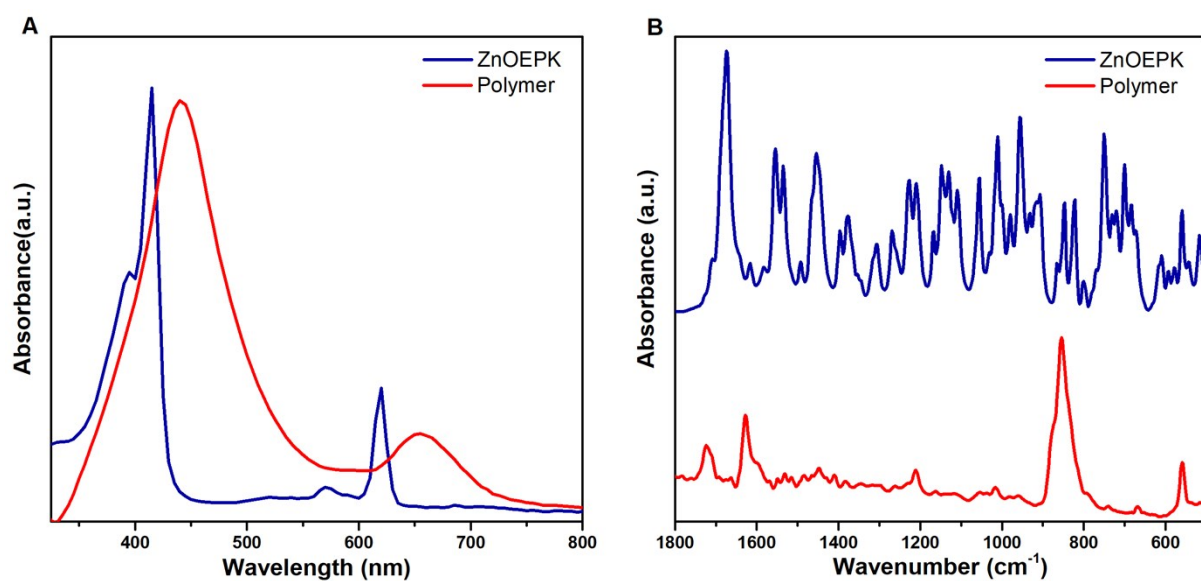 A
ZnOEPK
Polymer
Absorbance(a.u.)
400 500 600 700 800
Wavelength (nm)
B
ZnOEPK
Polymer
Absorbance (a.u.)
1800 1600 1400 1200 1000 800 600
Wavenumber (cm⁻¹)